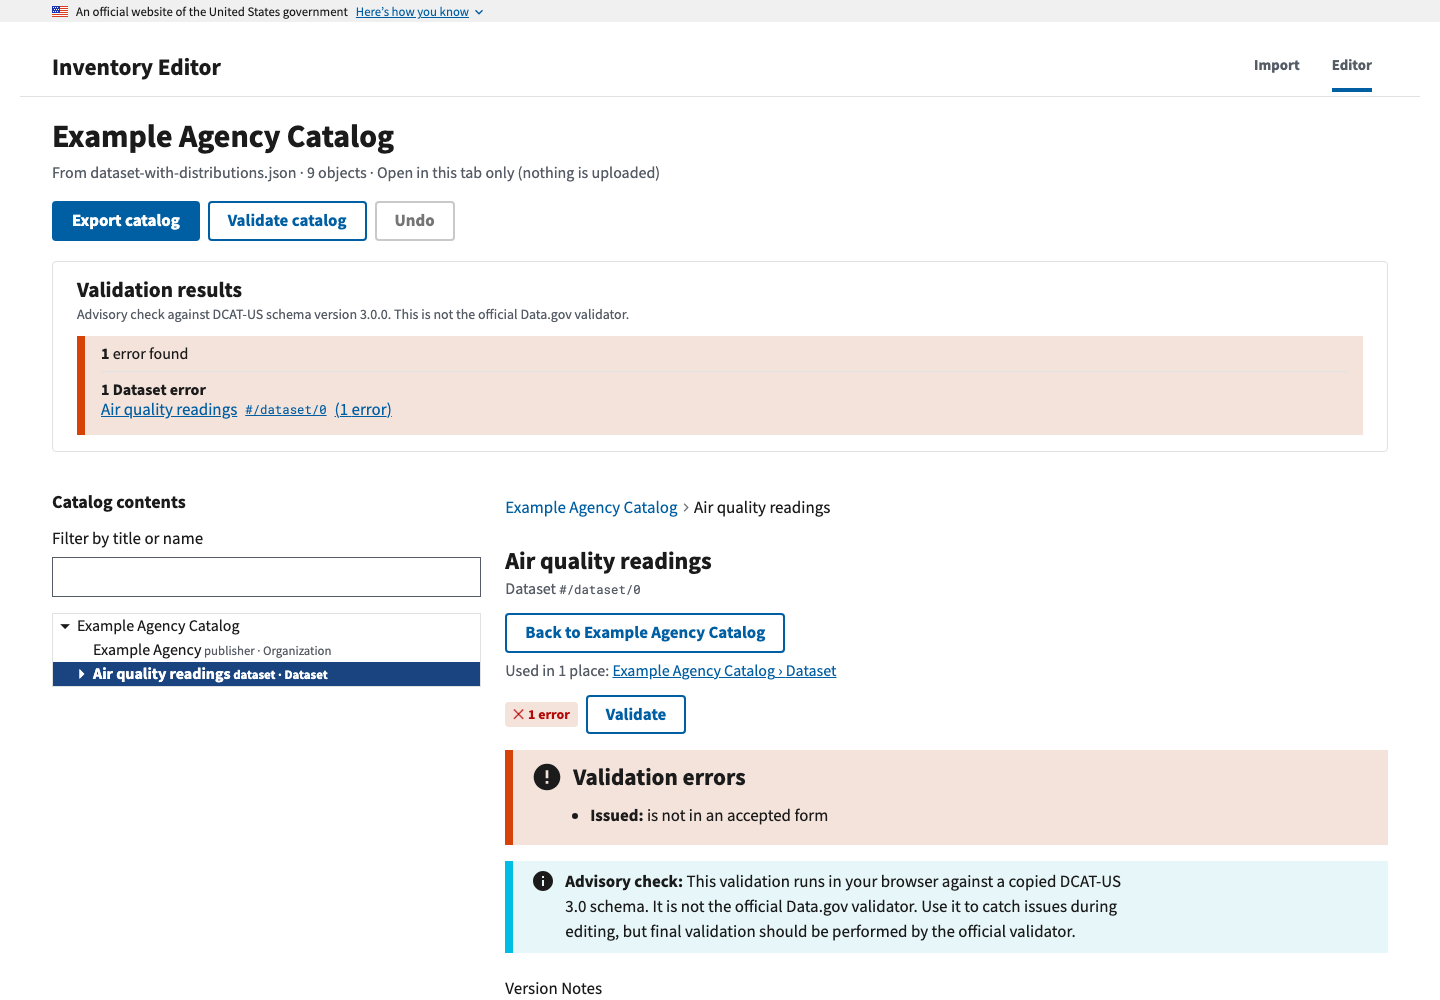 An official website of the United States government Here's how you know
Inventory Editor
Import
Editor
Example Agency Catalog
From dataset-with-distributions.json · 9 objects · Open in this tab only (nothing is uploaded)
Export catalog
Validate catalog
Undo
Validation results
Advisory check against DCAT-US schema version 3.0.0. This is not the official Data.gov validator.
1 error found
1 Dataset error
Air quality readings #/dataset/0 (1 error)
Catalog contents
Filter by title or name
Example Agency Catalog
Example Agency publisher · Organization
Air quality readings dataset · Dataset
Example Agency Catalog › Air quality readings
Air quality readings
Dataset #/dataset/0
Back to Example Agency Catalog
Used in 1 place: Example Agency Catalog › Dataset
1 error
Validate
Validation errors
Issued: is not in an accepted form
Advisory check: This validation runs in your browser against a copied DCAT-US
3.0 schema. It is not the official Data.gov validator. Use it to catch issues during
editing, but final validation should be performed by the official validator.
Version Notes